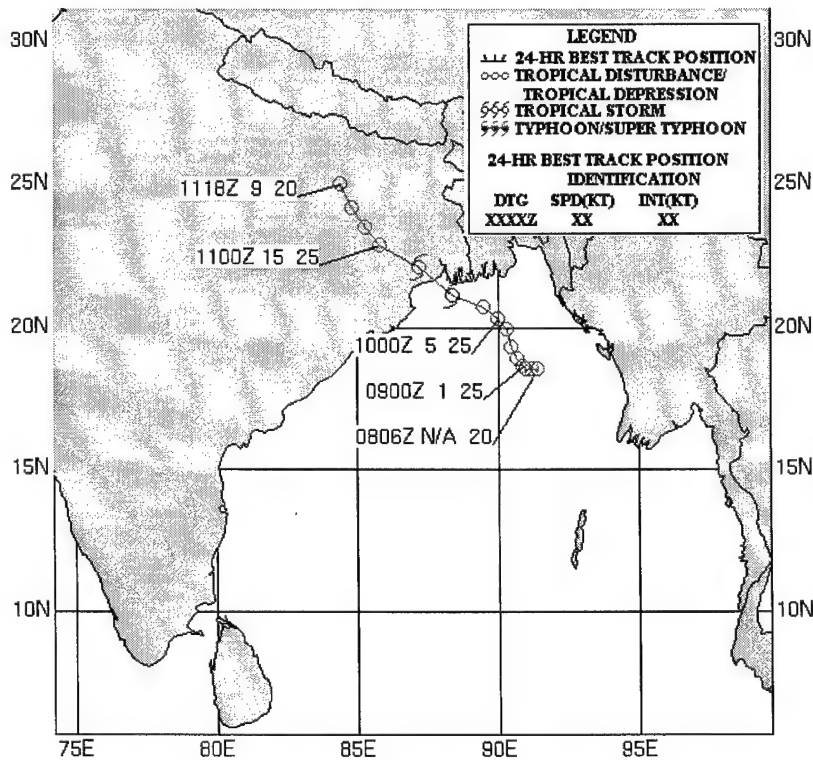 30N
30N
LEGEND
24-HR BEST TRACK POSITION
TROPICAL DISTURBANCE/
TROPICAL DEPRESSION
TROPICAL STORM
TYPHOON/SUPER TYPHOON
24-HR BEST TRACK POSITION
IDENTIFICATION
DTG SPD(KT) INT(KT)
XXXXZ XX XX
25N
25N
1118Z 9 20
1100Z 15 25
20N
20N
1000Z 5 25
0900Z 1 25
0806Z N/A 20
15N
15N
10N
10N
75E 80E 85E 90E 95E